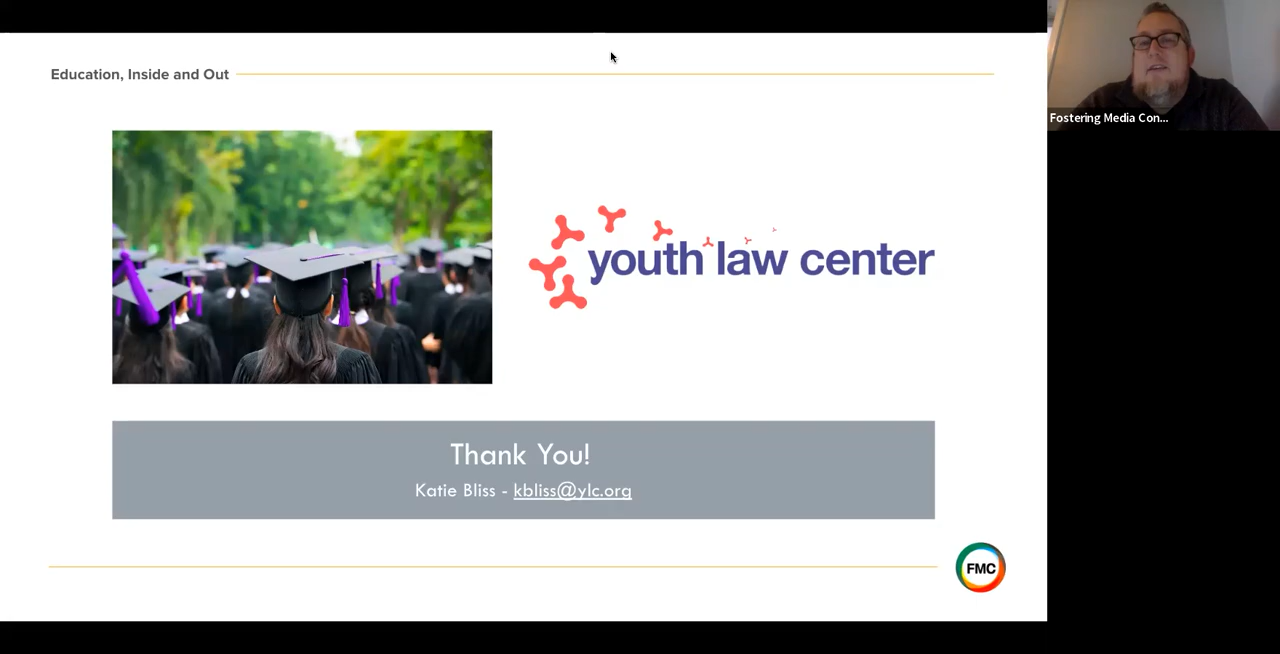 Education, Inside and Out
Fostering Media Con...
youth law center
Thank You!
Katie Bliss - kbliss@ylc.org
FMC